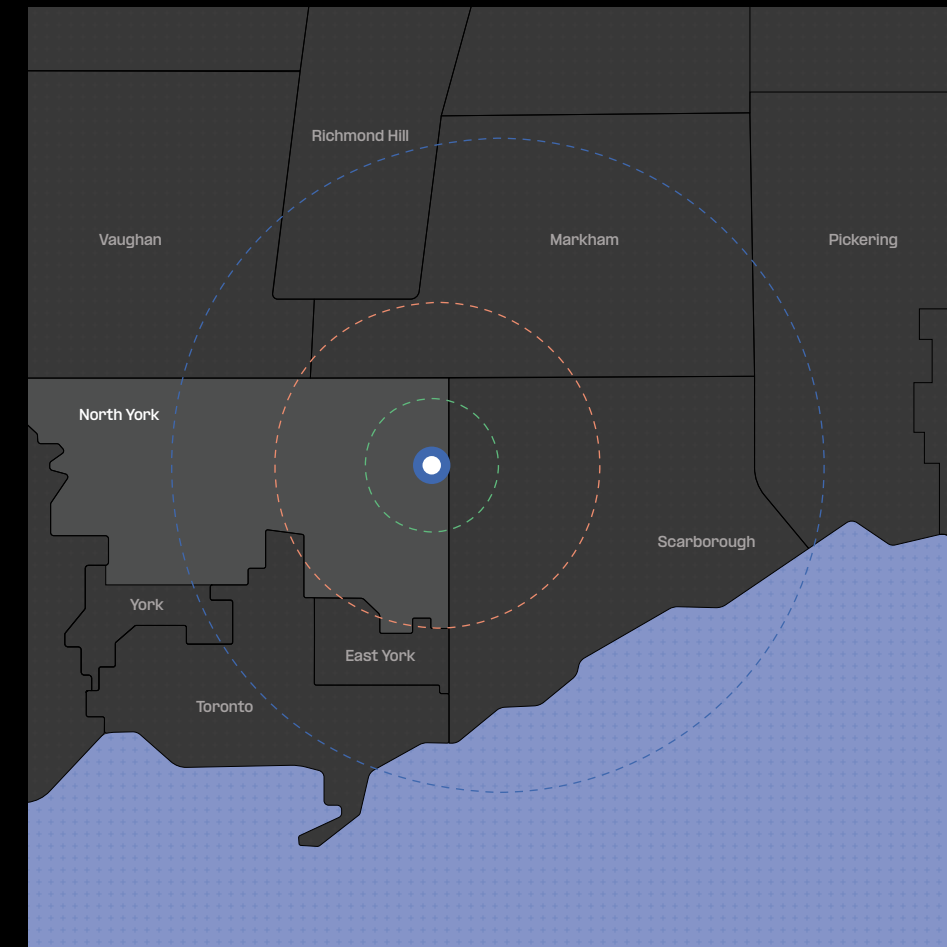 Richmond Hill
Vaughan
Markham
Pickering
North York
Scarborough
York
East York
Toronto